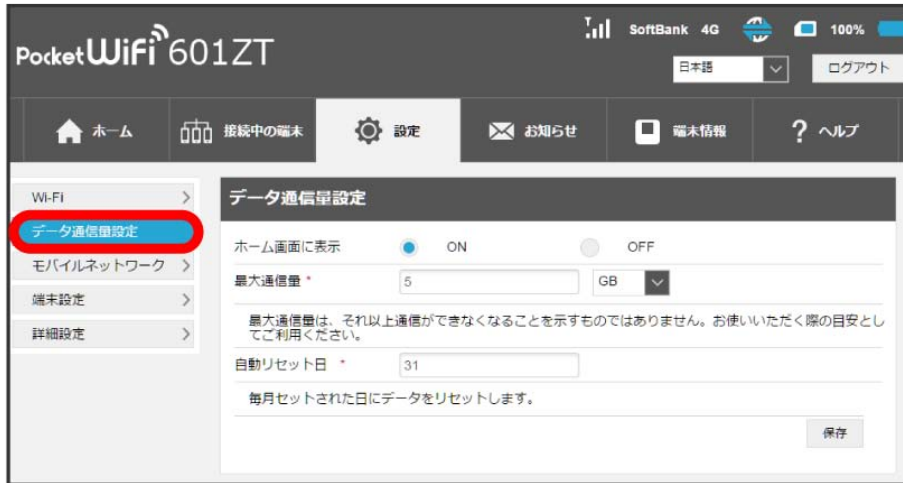 Pocket WiFi 601ZT
SoftBank 4G 100%
日本語 ログアウト
ホーム 接続中の端末 設定 お知らせ 端末情報 ? ヘルプ
Wi-Fi
データ通信量設定
モバイルネットワーク
端末設定
詳細設定
データ通信量設定
ホーム画面に表示 ON OFF
最大通信量 * 5 GB
最大通信量は、それ以上通信ができなくなることを示すものではありません。お使いいただく際の目安とし
てご利用ください。
自動リセット日 * 31
毎月セットされた日にデータをリセットします。
保存